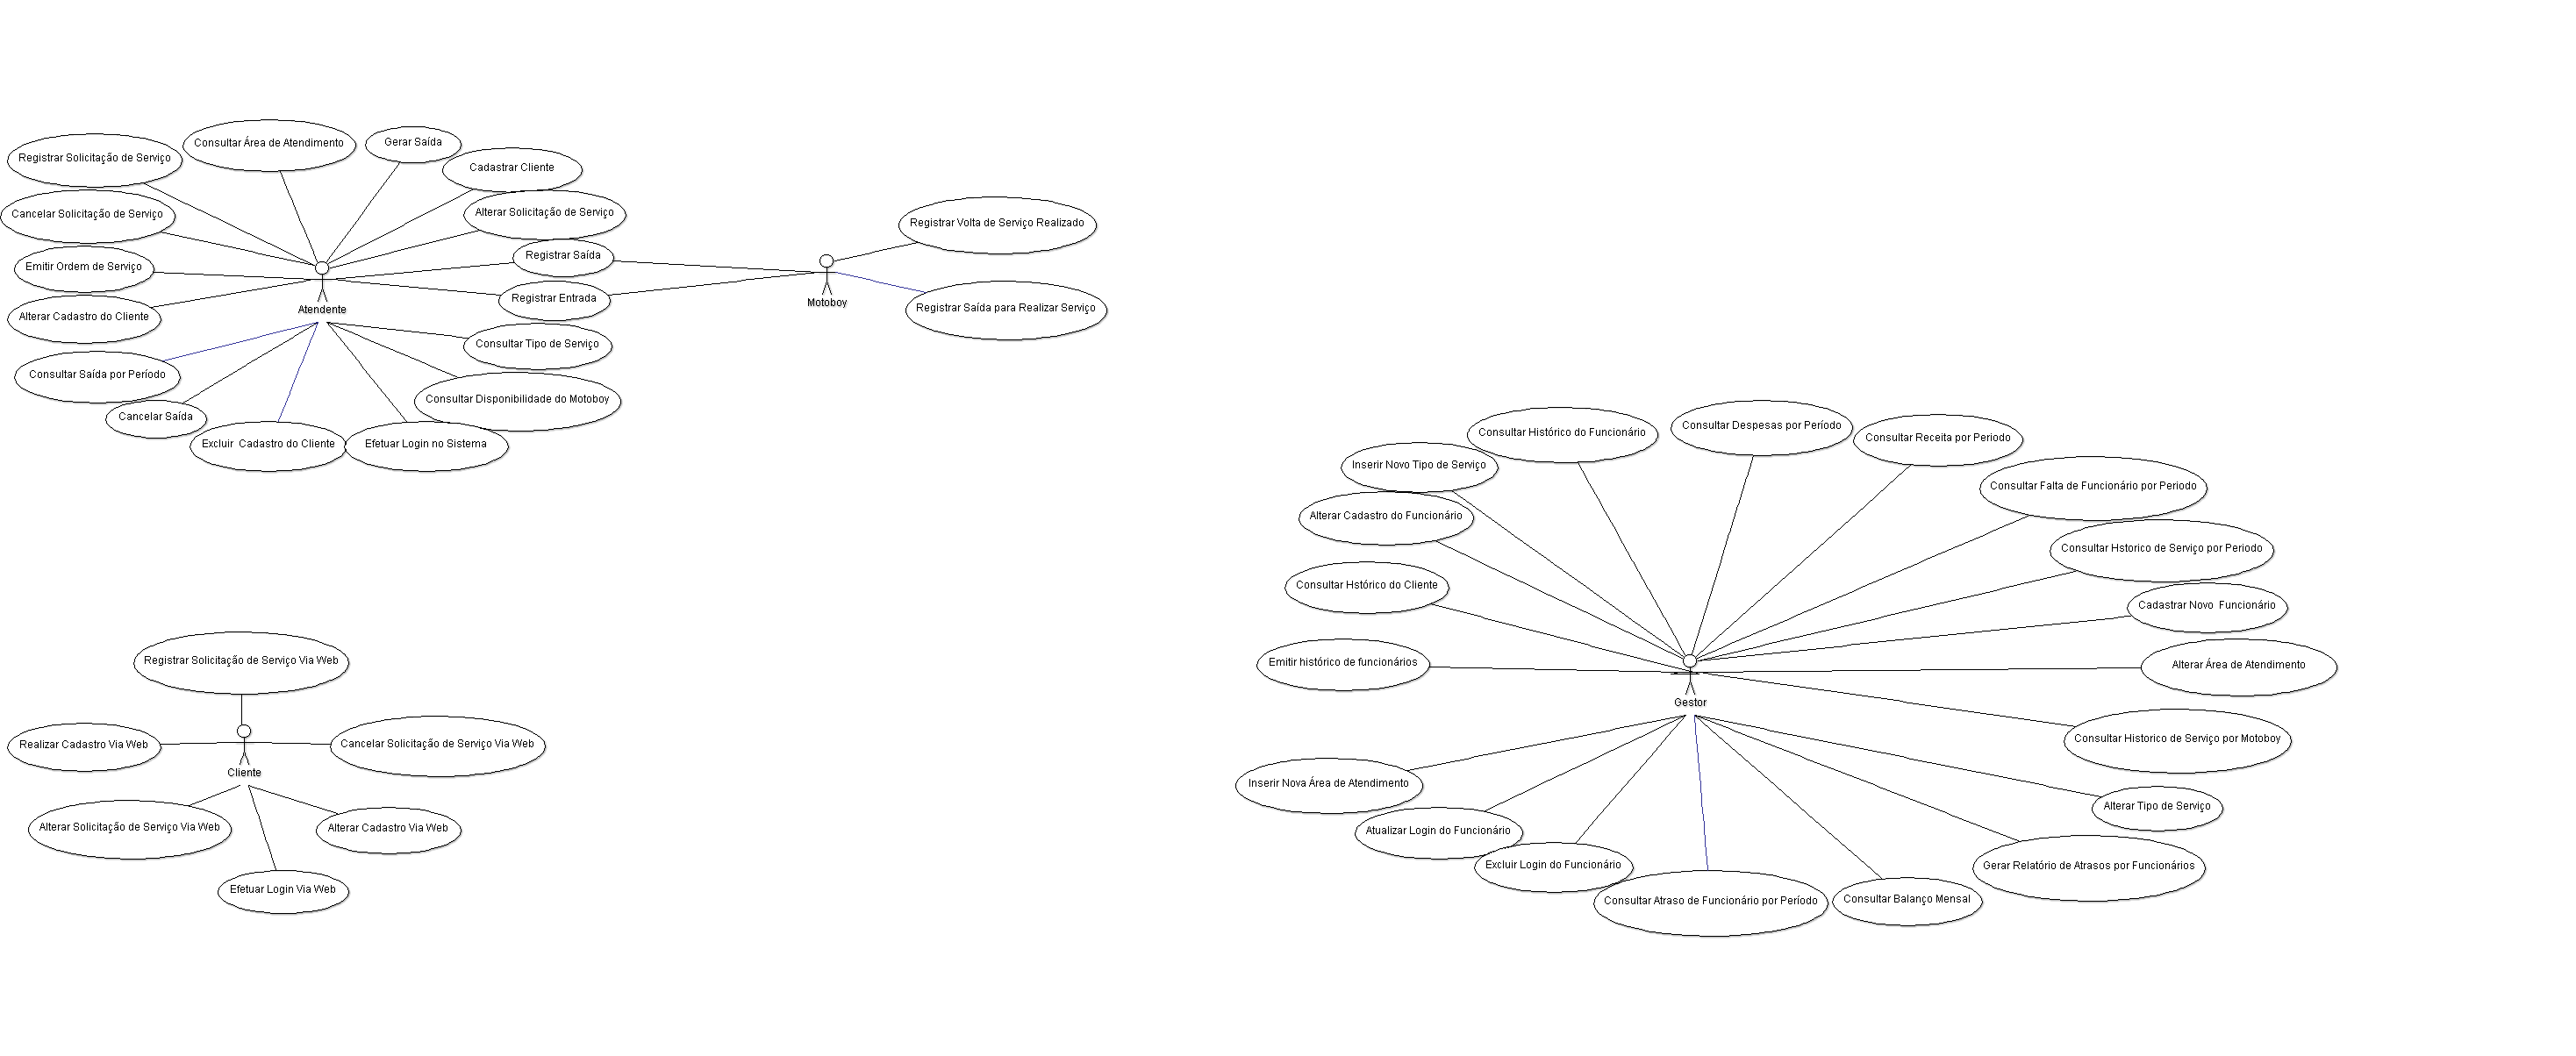 Consultar Área de Atendimento
Gerar Saída
Registrar Solicitação de Serviço
Cadastrar Cliente
Cancelar Solicitação de Serviço
Alterar Solicitação de Serviço
Registrar Saída
Emitir Ordem de Serviço
Registrar Entrada
Atendente
Alterar Cadastro do Cliente
Consultar Tipo de Serviço
Consultar Saída por Período
Consultar Disponibilidade do Motoboy
Cancelar Saída
Excluir  Cadastro do Cliente
Efetuar Login no Sistema
Registrar Volta de Serviço Realizado
Motoboy
Registrar Saída para Realizar Serviço
Registrar Solicitação de Serviço Via Web
Realizar Cadastro Via Web
Cancelar Solicitação de Serviço Via Web
Cliente
Alterar Solicitação de Serviço Via Web
Alterar Cadastro Via Web
Efetuar Login Via Web
Consultar Despesas por Período
Consultar Histórico do Funcionário
Consultar Receita por Periodo
Inserir Novo Tipo de Serviço
Consultar Falta de Funcionário por Periodo
Alterar Cadastro do Funcionário
Consultar Hstorico de Serviço por Periodo
Consultar Hstórico do Cliente
Cadastrar Novo  Funcionário
Emitir histórico de funcionários
Alterar Área de Atendimento
Gestor
Consultar Historico de Serviço por Motoboy
Inserir Nova Área de Atendimento
Alterar Tipo de Serviço
Atualizar Login do Funcionário
Excluir Login do Funcionário
Gerar Relatório de Atrasos por Funcionários
Consultar Atraso de Funcionário por Período
Consultar Balanço Mensal